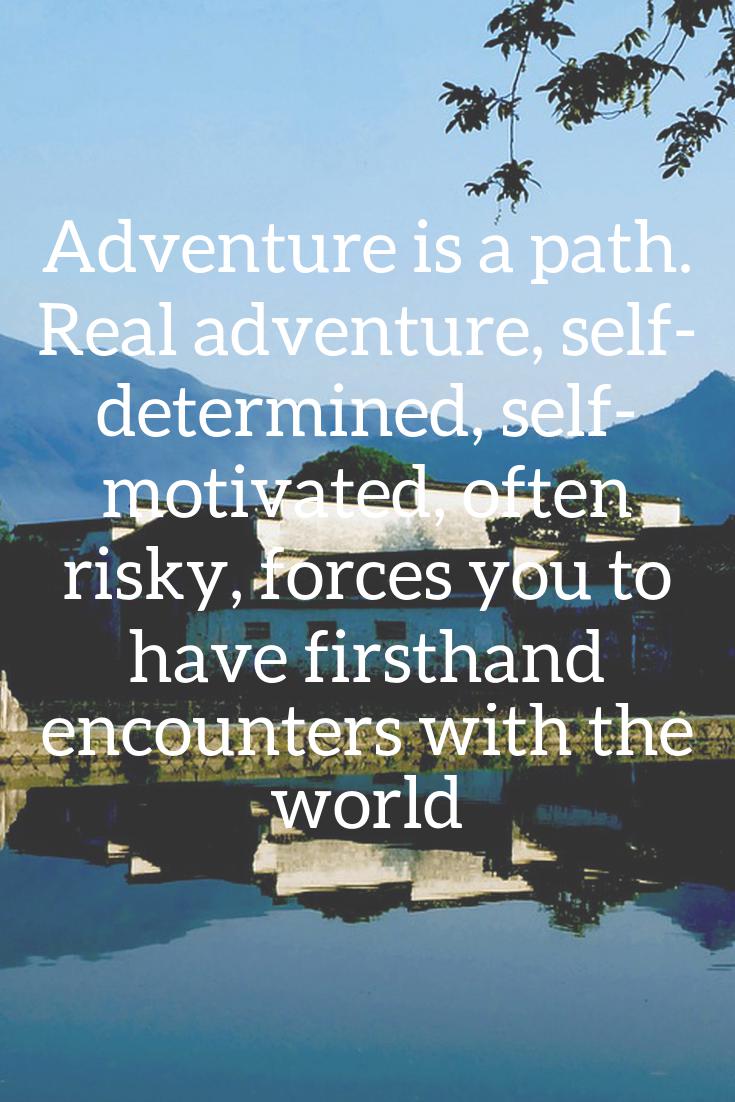 Adventure is a path.
Real adventure, self-
determined, self-
motivated, often
risky, forces you to
have firsthand
encounters with the
world